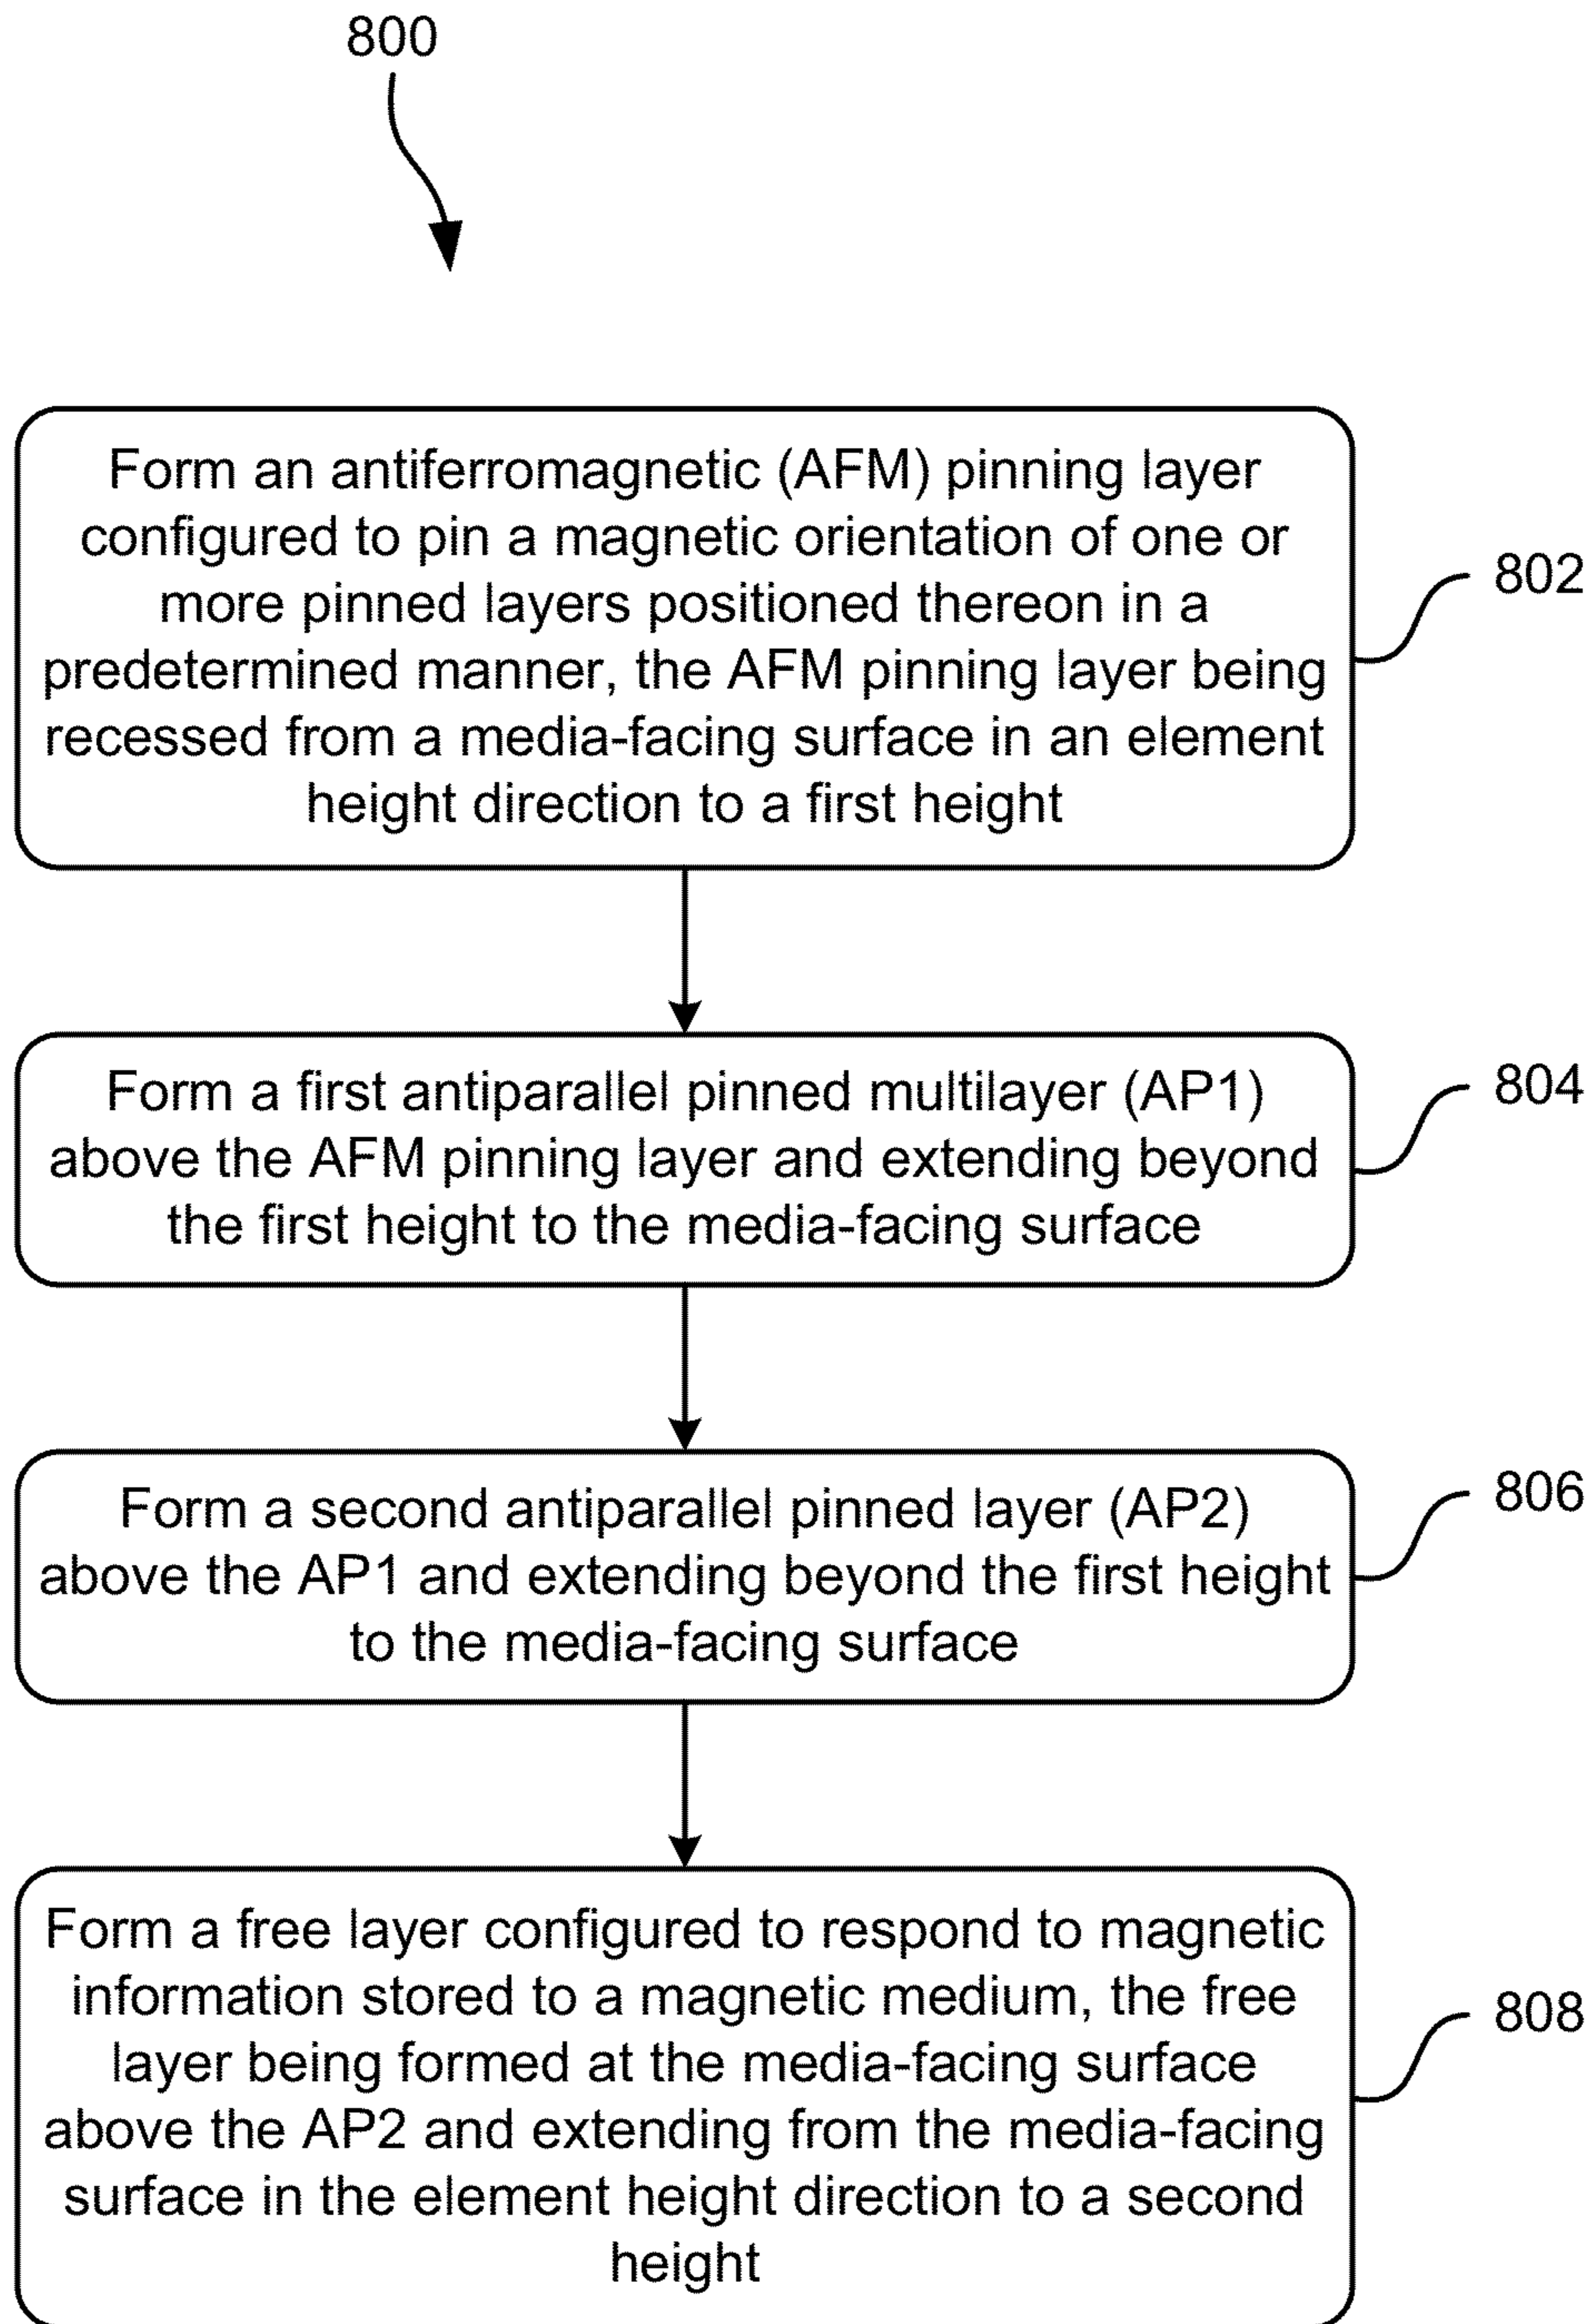 800
Form an antiferromagnetic (AFM) pinning layer
configured to pin a magnetic orientation of one or
more pinned layers positioned thereon in a
predetermined manner, the AFM pinning layer being
recessed from a media-facing surface in an element
height direction to a first height
802
Form a first antiparallel pinned multilayer (AP1)
above the AFM pinning layer and extending beyond
the first height to the media-facing surface
804
Form a second antiparallel pinned layer (AP2)
above the AP1 and extending beyond the first height
to the media-facing surface
806
Form a free layer configured to respond to magnetic
information stored to a magnetic medium, the free
layer being formed at the media-facing surface
above the AP2 and extending from the media-facing
surface in the element height direction to a second
height
808